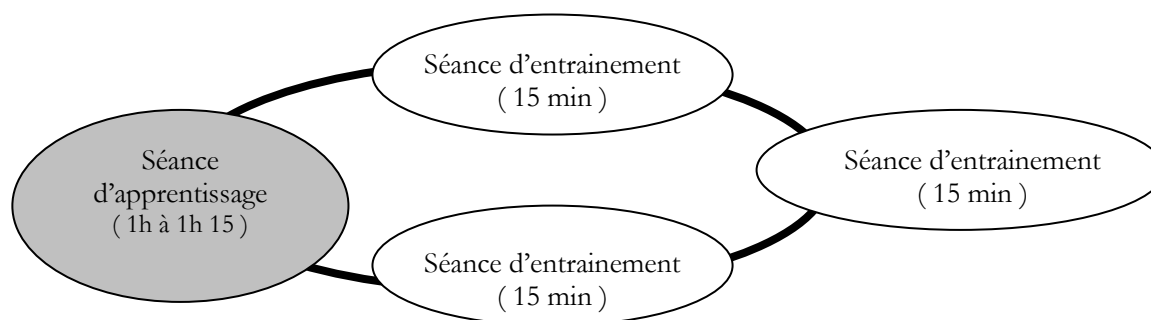 Séance d’entrainement
( 15 min )
Séance
d’apprentissage
( 1h à 1h 15 )
Séance d’entrainement
( 15 min )
Séance d’entrainement
( 15 min )